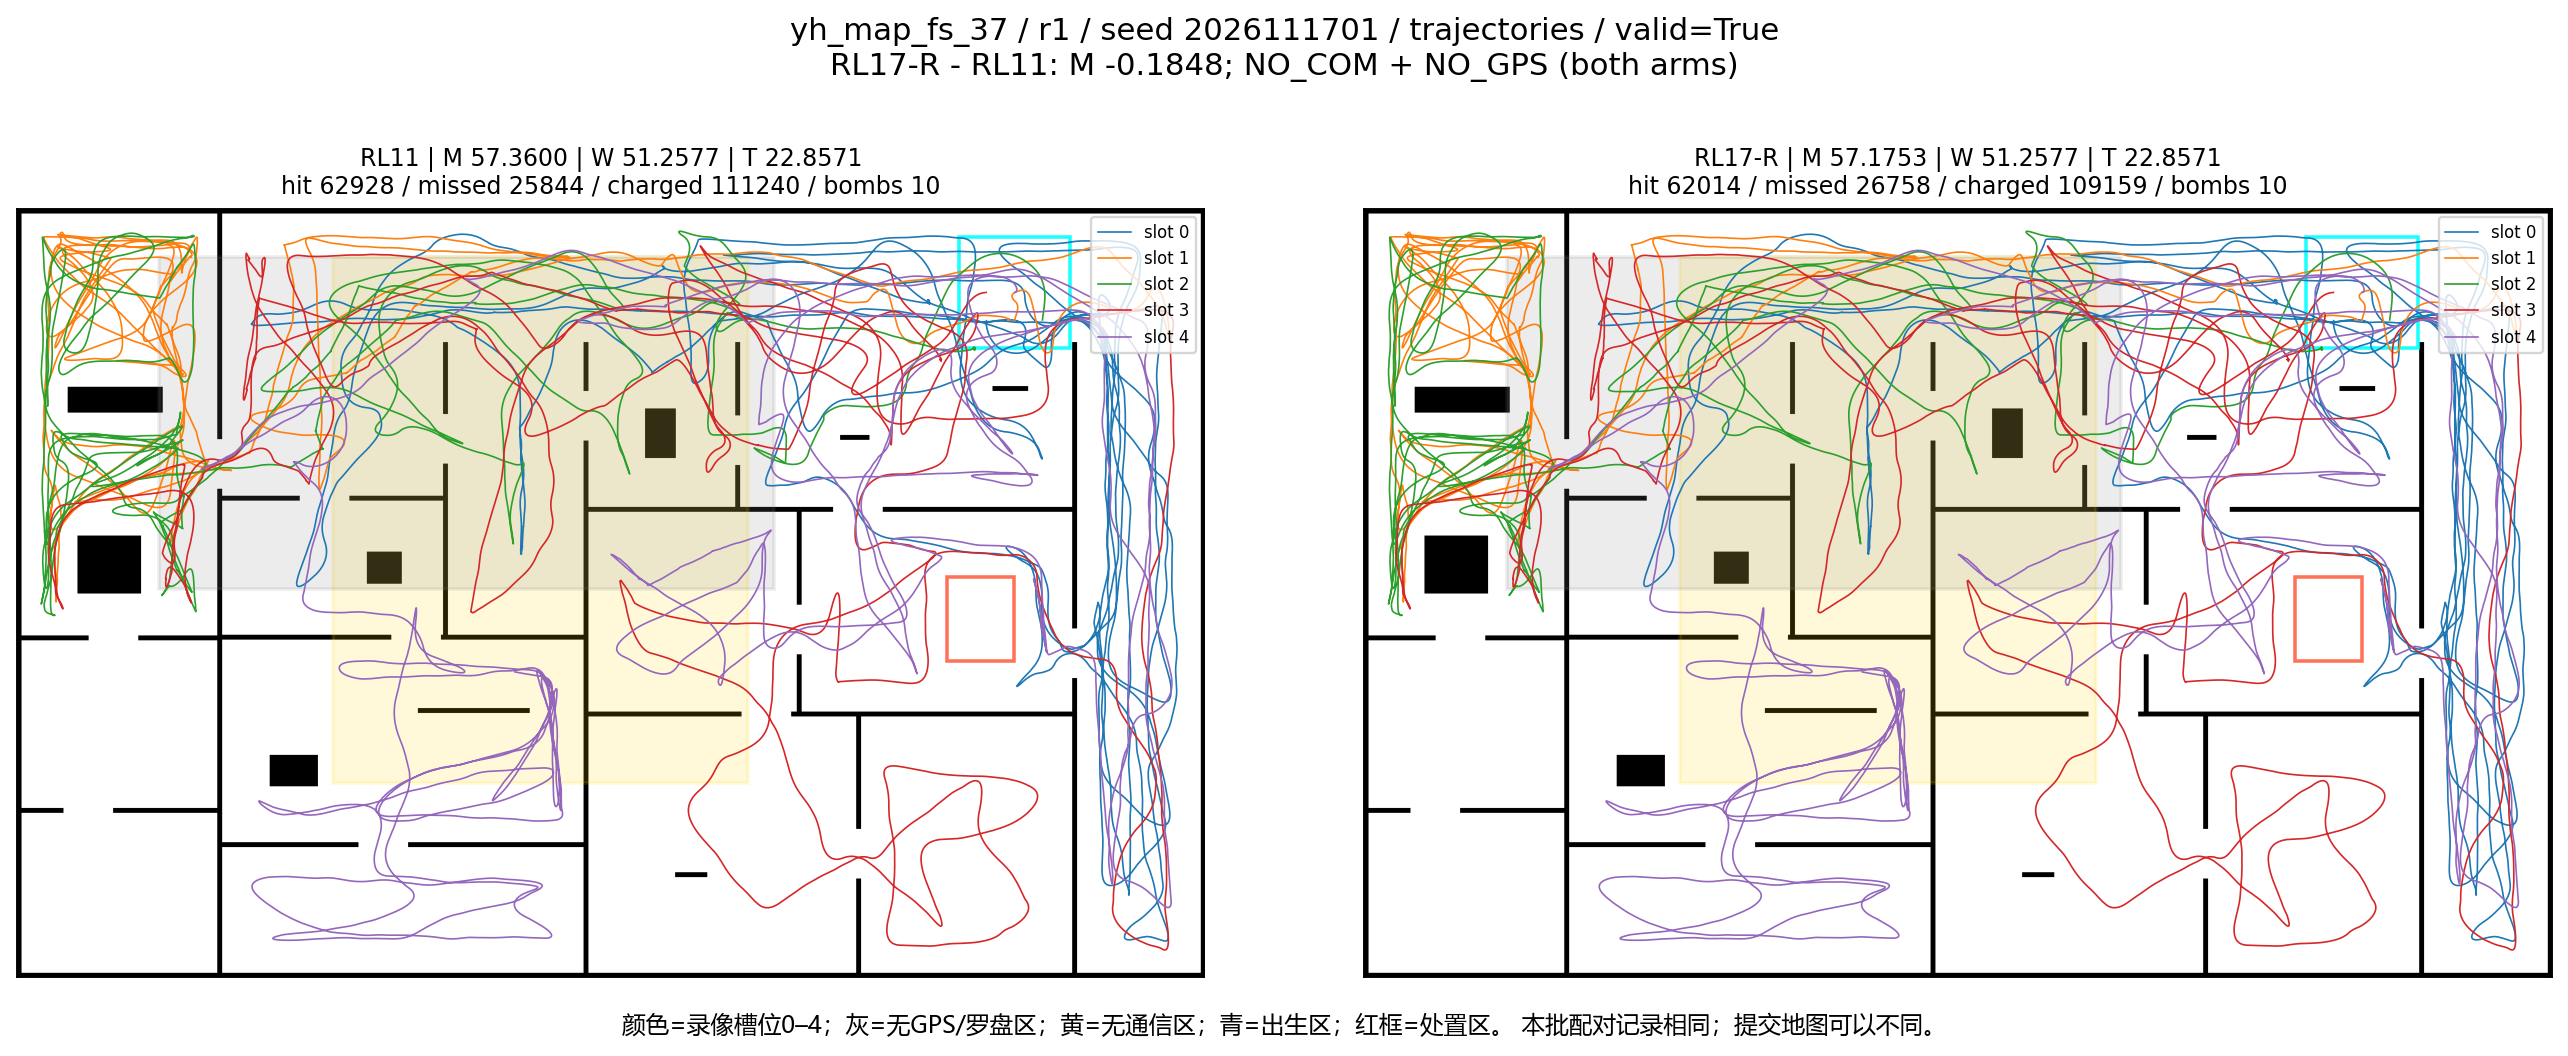 yh_map_fs_37 / r1 / seed 2026111701 / trajectories / valid=True
RL17-R - RL11: M -0.1848; NO_COM + NO_GPS (both arms)
RL11 | M 57.3600 | W 51.2577 | T 22.8571
hit 62928 / missed 25844 / charged 111240 / bombs 10
slot 0
slot 1
slot 2
slot 3
slot 4
RL17-R | M 57.1753 | W 51.2577 | T 22.8571
hit 62014 / missed 26758 / charged 109159 / bombs 10
slot 0
slot 1
slot 2
slot 3
slot 4
颜色=录像槽位0–4；灰=无GPS/罗盘区；黄=无通信区；青=出生区；红框=处置区。 本批配对记录相同；提交地图可以不同。